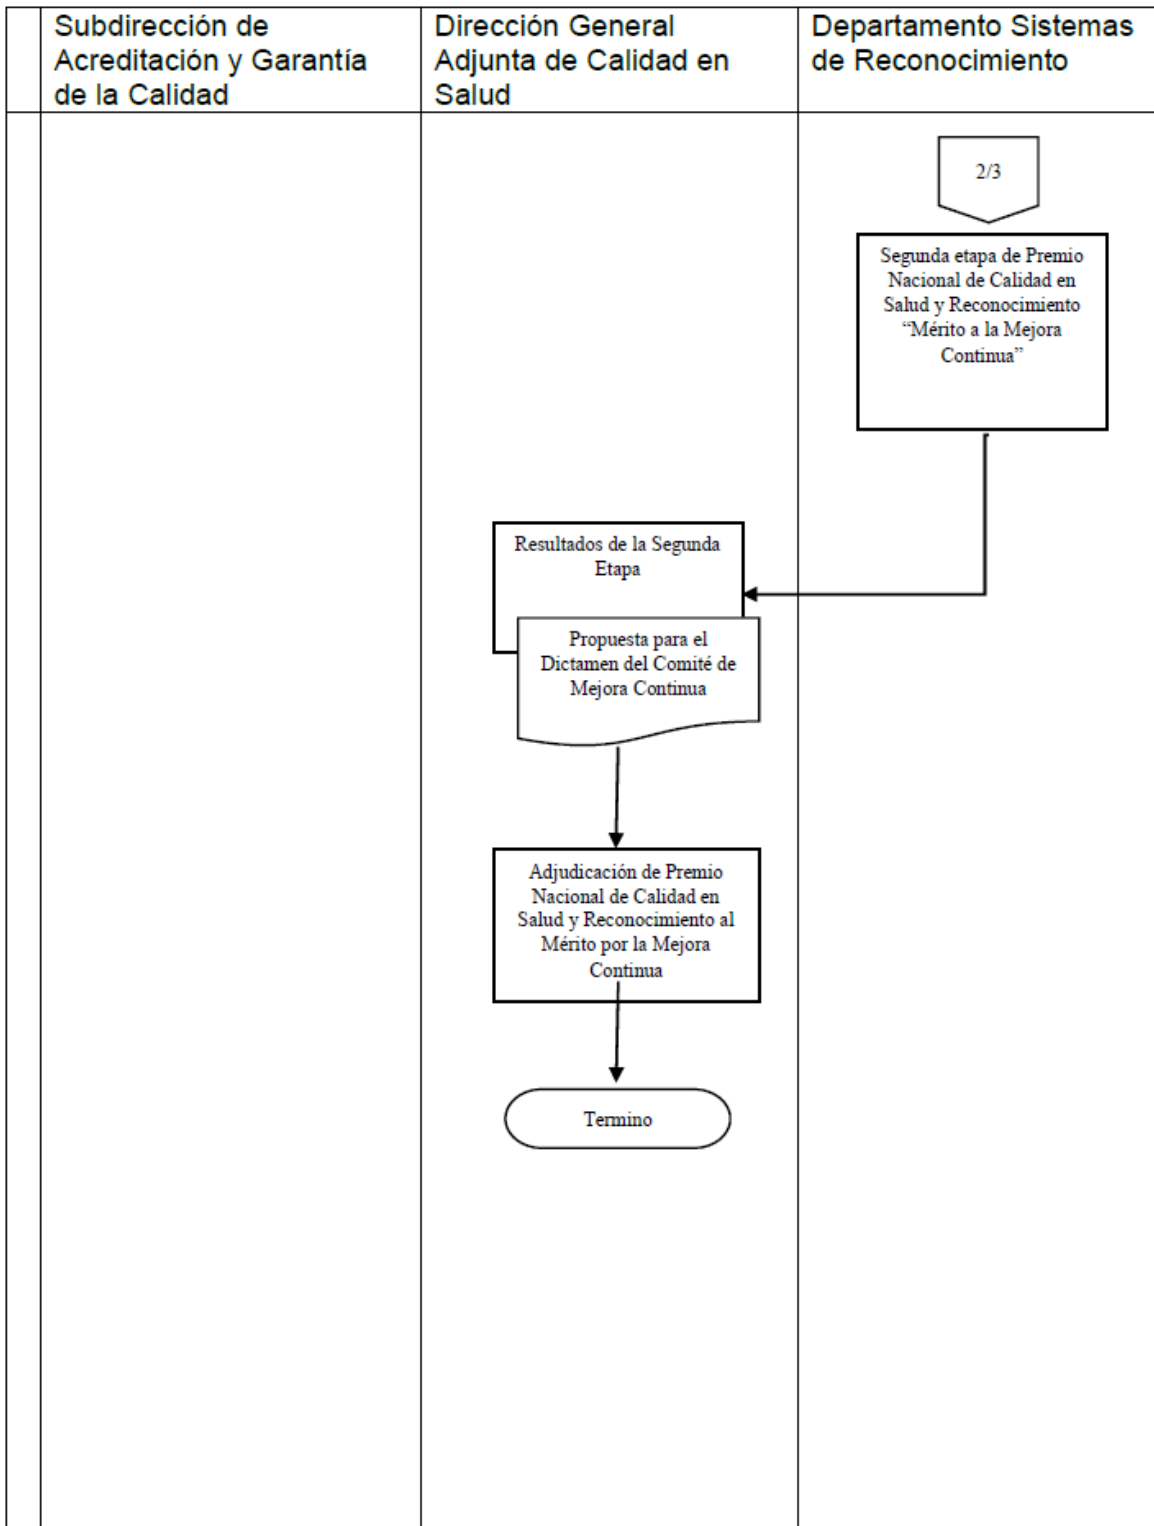 Subdirección de
Acreditación y Garantía
de la Calidad
Dirección General
Adjunta de Calidad en
Salud
Departamento Sistemas
de Reconocimiento
2/3
Segunda etapa de Premio
Nacional de Calidad en
Salud y Reconocimiento
“Mérito a la Mejora
Continua”
Resultados de la Segunda
Etapa
Propuesta para el
Dictamen del Comité de
Mejora Continua
Adjudicación de Premio
Nacional de Calidad en
Salud y Reconocimiento al
Mérito por la Mejora
Continua
Termino